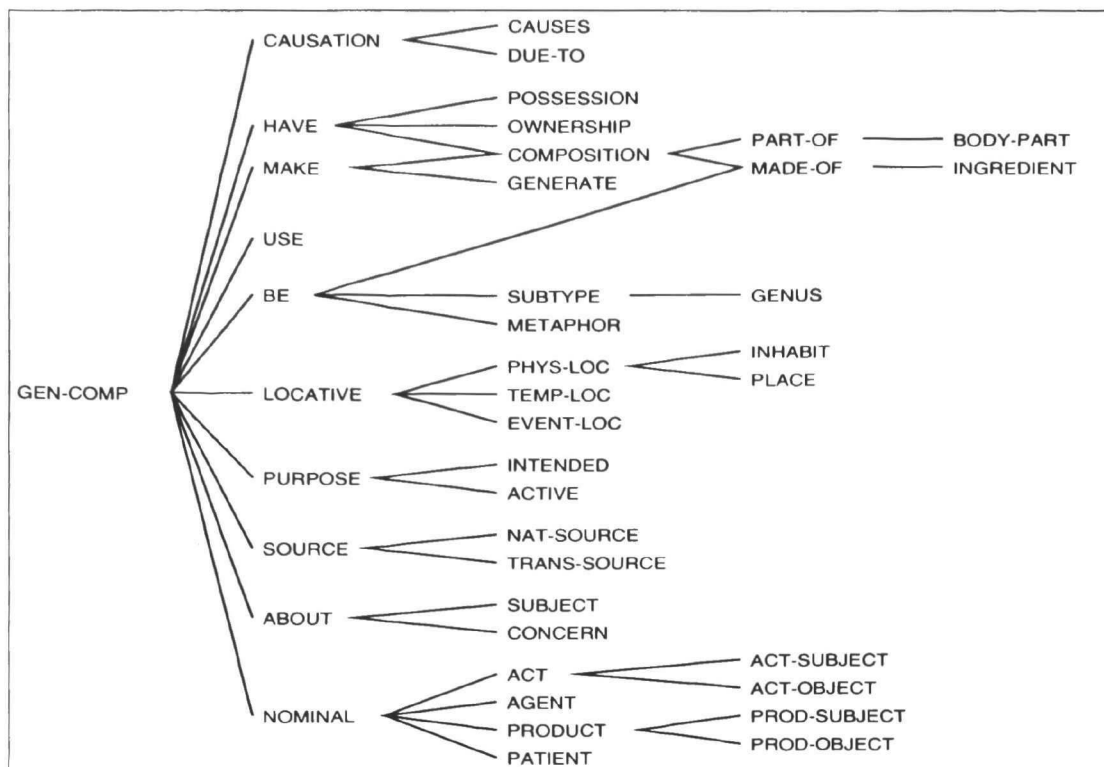 CAUSATION
CAUSES
DUE-TO
HAVE
POSSESSION
OWNERSHIP
COMPOSITION
PART-OF
BODY-PART
MAKE
GENERATE
MADE-OF
INGREDIENT
USE
BE
SUBTYPE
GENUS
METAPHOR
GEN-COMP
LOCATIVE
PHYS-LOC
INHABIT
PLACE
TEMP-LOC
EVENT-LOC
PURPOSE
INTENDED
ACTIVE
SOURCE
NAT-SOURCE
TRANS-SOURCE
ABOUT
SUBJECT
CONCERN
NOMINAL
ACT
ACT-SUBJECT
ACT-OBJECT
AGENT
PRODUCT
PROD-SUBJECT
PROD-OBJECT
PATIENT